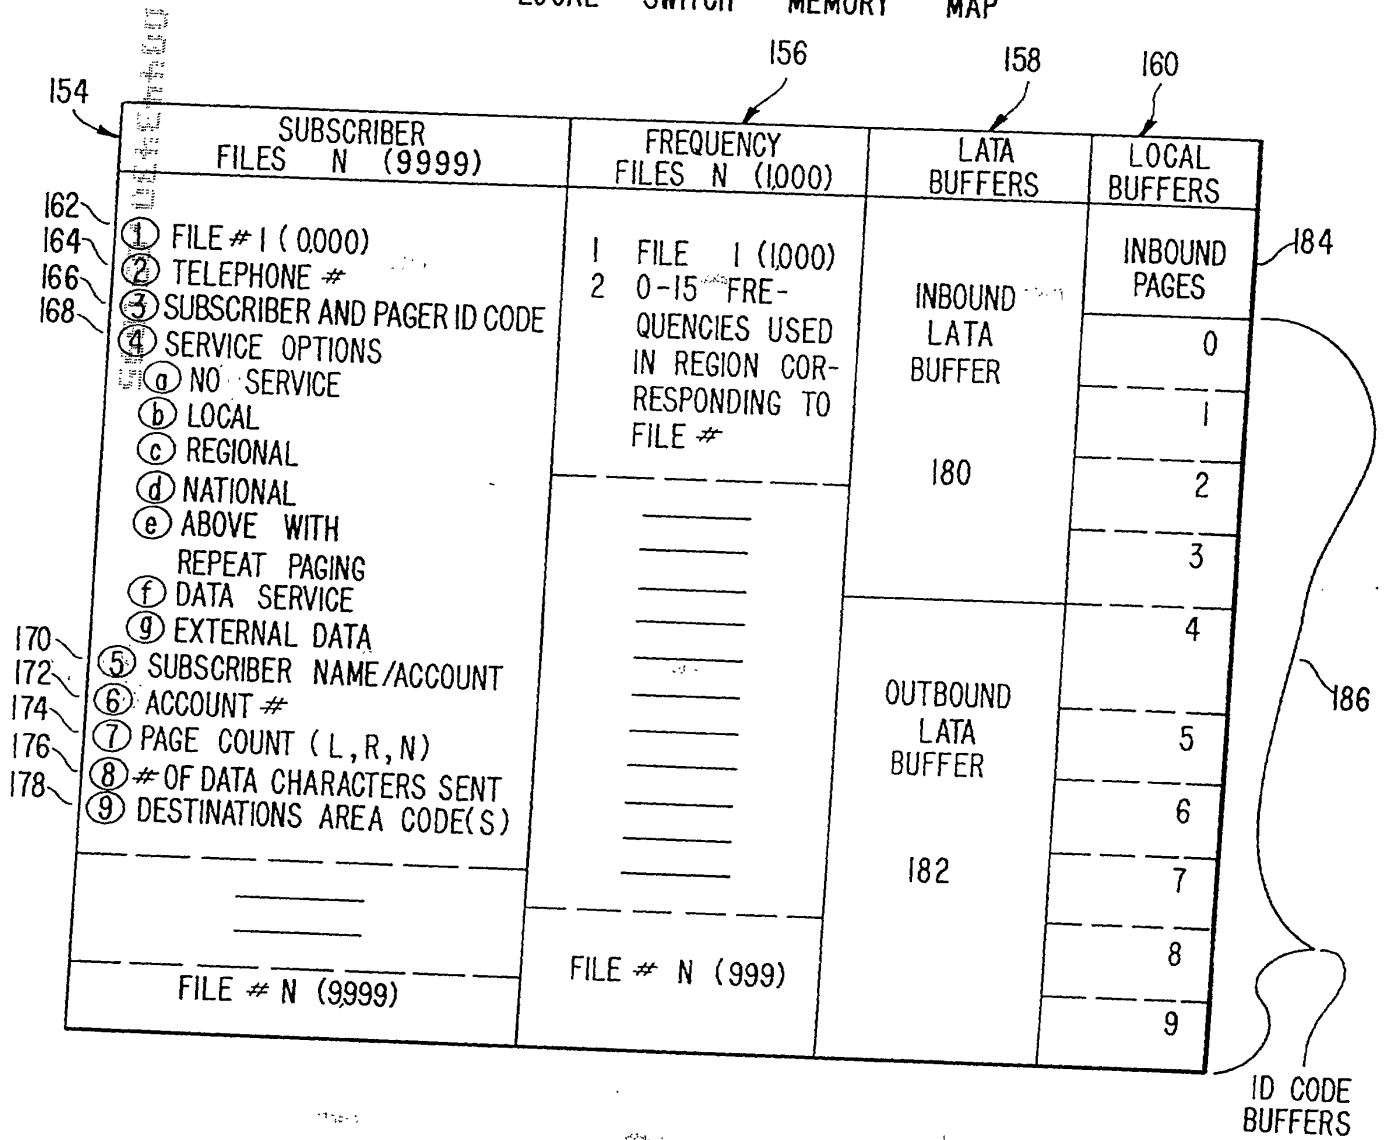 LOCAL SWITCH MEMORY MAP
154
156
158
160
SUBSCRIBER
FILES N (9999)
FREQUENCY
FILES N (1,000)
LATA
BUFFERS
LOCAL
BUFFERS
162
164
166
168
1 FILE # 1 (0,000)
2 TELEPHONE #
3 SUBSCRIBER AND PAGER ID CODE
4 SERVICE OPTIONS
a NO SERVICE
b LOCAL
c REGIONAL
d NATIONAL
e ABOVE WITH
REPEAT PAGING
f DATA SERVICE
g EXTERNAL DATA
170
172
174
176
178
5 SUBSCRIBER NAME/ACCOUNT
6 ACCOUNT #
7 PAGE COUNT (L,R,N)
8 # OF DATA CHARACTERS SENT
9 DESTINATIONS AREA CODE(S)
FILE # N (9,999)
1 FILE 1 (1,000)
2 0-15 FRE-
QUENCIES USED
IN REGION COR-
RESPONDING TO
FILE #
FILE # N (999)
INBOUND
LATA
BUFFER
180
OUTBOUND
LATA
BUFFER
182
INBOUND
PAGES
184
0
1
2
3
4
5
6
7
8
9
186
ID CODE
BUFFERS